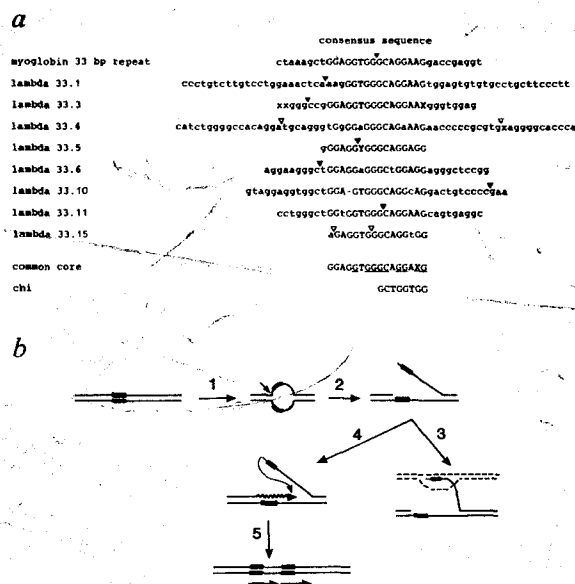 a
consensus sequence
myoglobin 33 bp repeat ctaaagctGGAGGTGGGCAGGAAGgaccgaggt
lambda 33.1 ccctgtcttgtcctggaaactcaaagGGTGGGCAGGAAGtggagtgtgtgcctgcttccctt
lambda 33.3 xxgggccgGGAGGTGGGCAGGAAXgggtggag
lambda 33.4 catctggggccacaggatgcagggtGgGGaGGGCAGaAAGaaccccccgcgtgxaggggcaccca
lambda 33.5 gGGAGGYGGGCAGGAGG
lambda 33.6 aggaagggctGGAGGaGGGCtGGAGGagggctccgg
lambda 33.10 gtaggaggtggctGGA-GTGGGCAGGcAGgactgtccccgaa
lambda 33.11 cctgggctGGtGGTGGGCAGGAAGcagtgaggc
lambda 33.15 aGAGGTGGGCAGGtGG
common core GGAGGTGGGCAGGAXG
chi GCTGGTGG
b
1 2
4 3
5